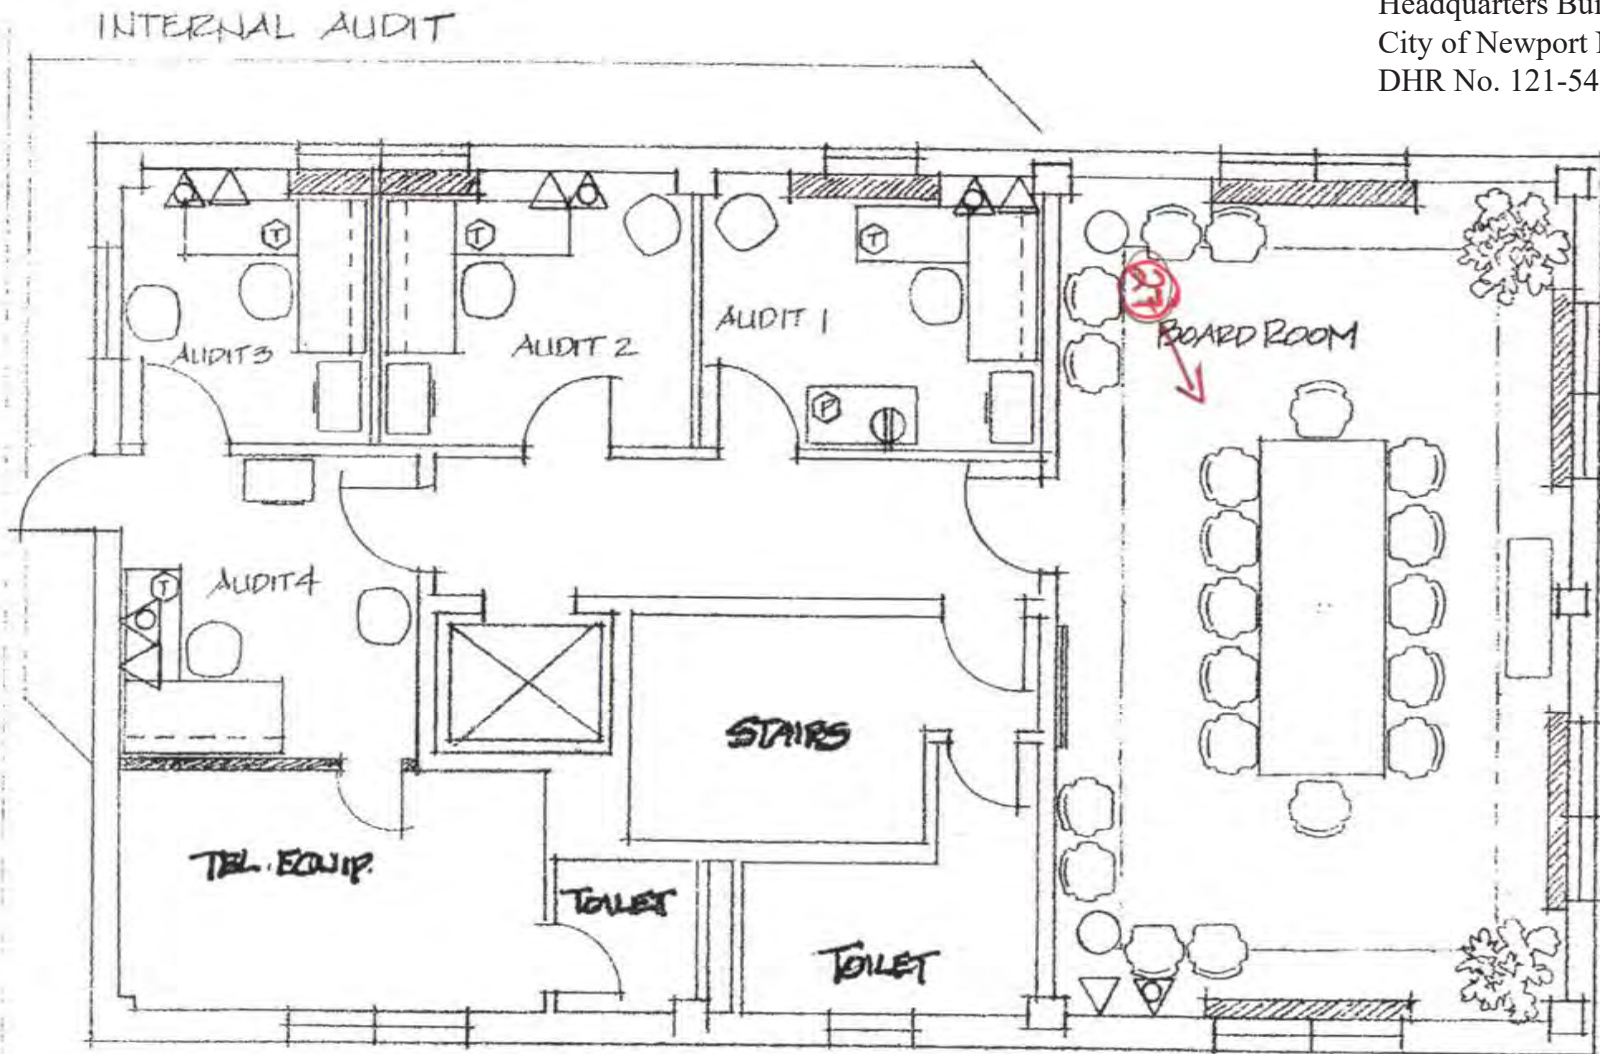 Headquarters Bui
City of Newport
DHR No. 121-54
INTERNAL AUDIT
AUDIT 3
AUDIT 2
AUDIT 1
BOARD ROOM
AUDIT 4
STAIRS
TEL. EQUIP.
TOILET
TOILET
T
T
T
F
T